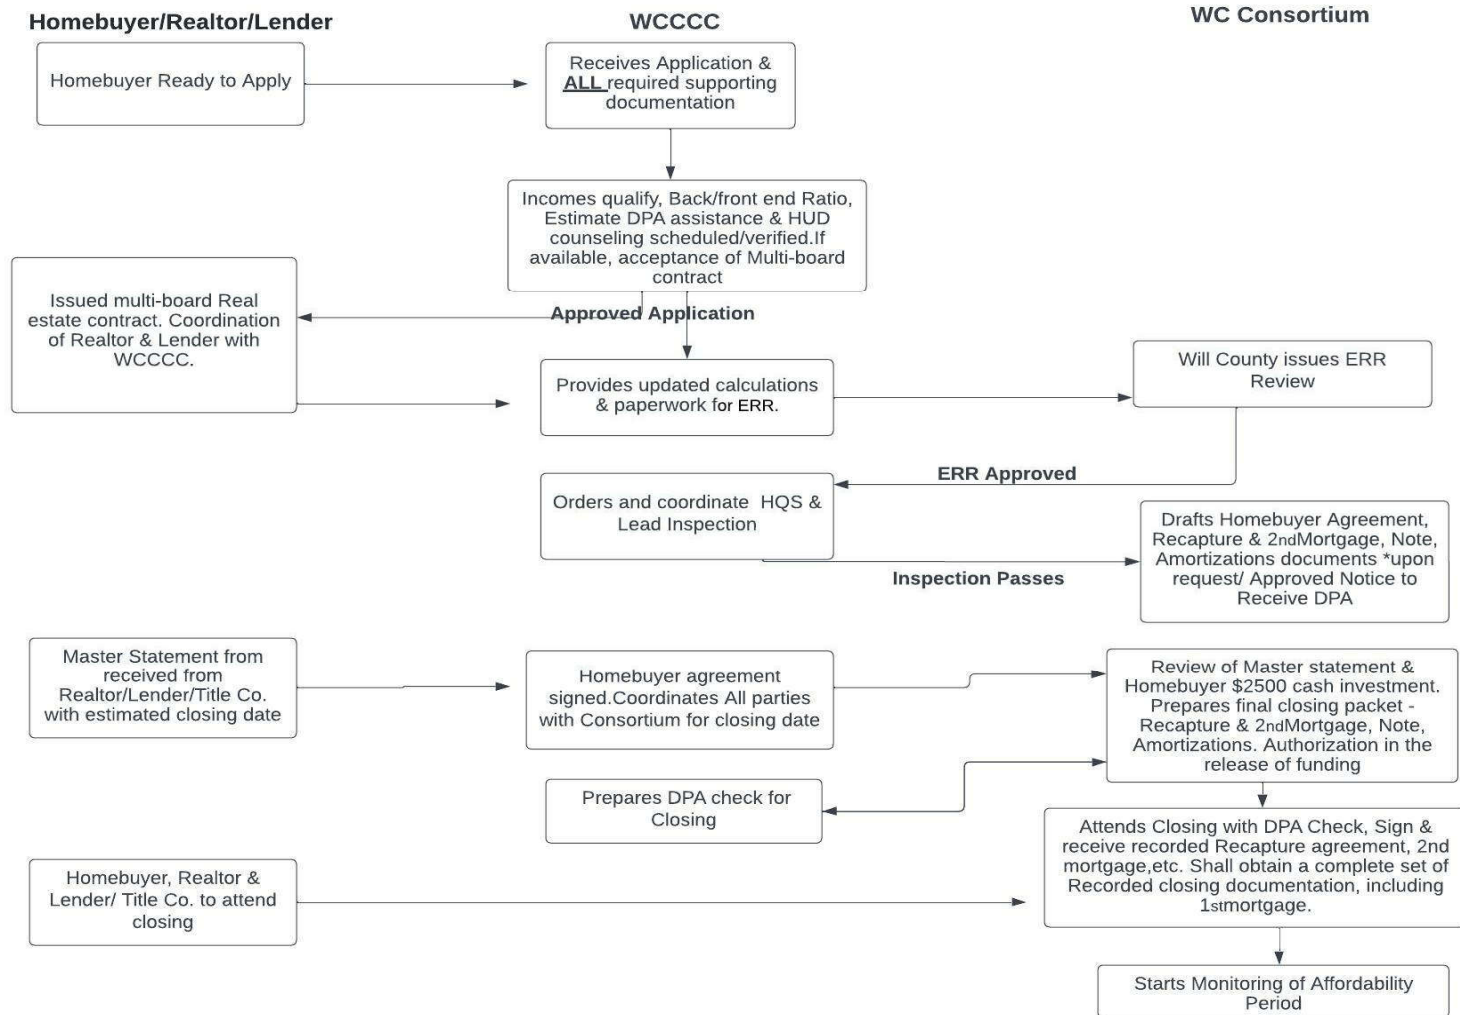 Homebuyer/Realtor/Lender
WCCCC
WC Consortium
Homebuyer Ready to Apply
Receives Application &
ALL required supporting
documentation
Incomes qualify, Back/front end Ratio,
Estimate DPA assistance & HUD
counseling scheduled/verified.If
available, acceptance of Multi-board
contract
Issued multi-board Real
estate contract. Coordination
of Realtor & Lender with
WCCCC.
Approved Application
Provides updated calculations
& paperwork for ERR.
Will County issues ERR
Review
ERR Approved
Orders and coordinate HQS &
Lead Inspection
Inspection Passes
Drafts Homebuyer Agreement,
Recapture & 2ndMortgage, Note,
Amortizations documents *upon
request/ Approved Notice to
Receive DPA
Master Statement from
received from
Realtor/Lender/Title Co.
with estimated closing date
Homebuyer agreement
signed.Coordinates All parties
with Consortium for closing date
Review of Master statement &
Homebuyer $2500 cash investment.
Prepares final closing packet -
Recapture & 2ndMortgage, Note,
Amortizations. Authorization in the
release of funding
Prepares DPA check for
Closing
Attends Closing with DPA Check, Sign &
receive recorded Recapture agreement, 2nd
mortgage,etc. Shall obtain a complete set of
Recorded closing documentation, including
1stmortgage.
Homebuyer, Realtor &
Lender/ Title Co. to attend
closing
Starts Monitoring of Affordability
Period